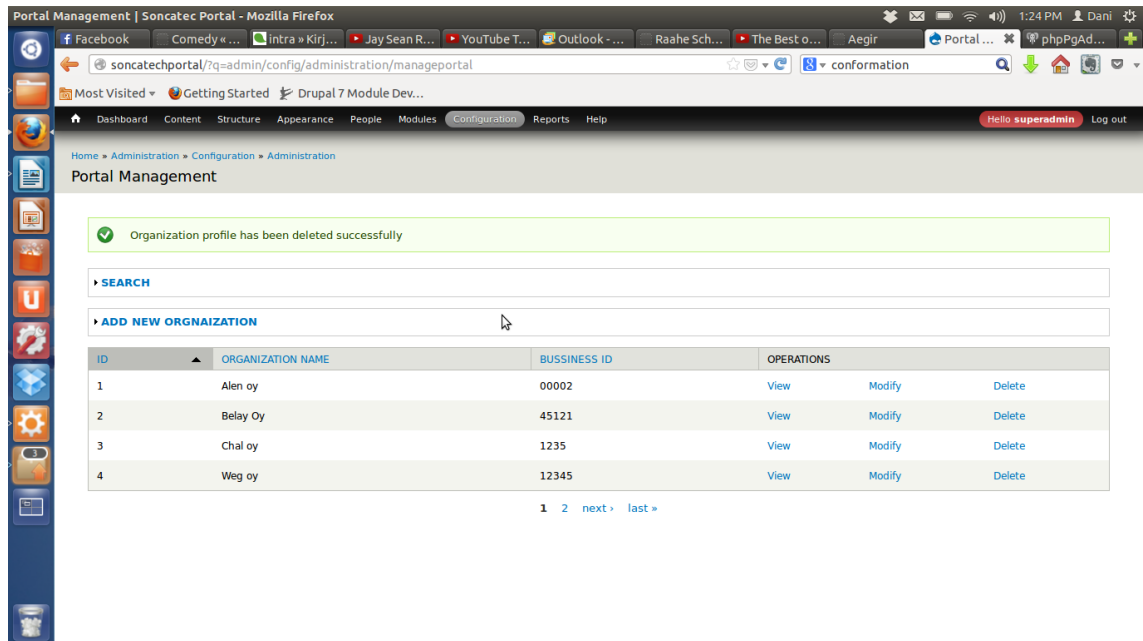 Portal Management | Soncatec Portal - Mozilla Firefox 1:24 PM Dani
Facebook Comedy «... intra » Kirj... Jay Sean R... YouTube T... Outlook - ... Raahe Sch... The Best o... Aegir Portal ... phpPgAd...
soncatechportal/?q=admin/config/administration/manageportal 8 conformation
Most Visited Getting Started Drupal 7 Module Dev...
Dashboard Content Structure Appearance People Modules Configuration Reports Help Hello superadmin Log out
Home » Administration » Configuration » Administration
Portal Management
Organization profile has been deleted successfully
SEARCH
ADD NEW ORGNAIZATION
ID ORGANIZATION NAME BUSSINESS ID OPERATIONS
1 Alen oy 00002 View Modify Delete
2 Belay Oy 45121 View Modify Delete
3 Chal oy 1235 View Modify Delete
4 Weg oy 12345 View Modify Delete
1 2 next › last »
U
3